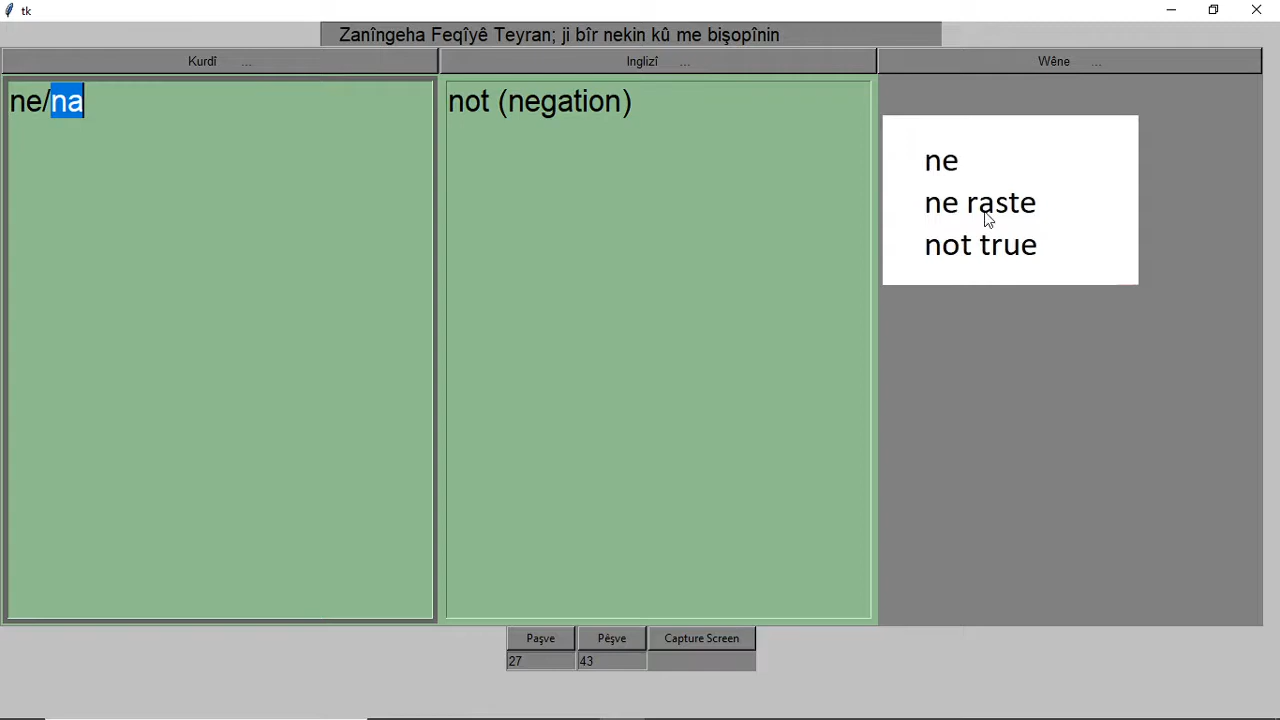 tk
Zanîngeha Feqîyê Teyran; ji bîr nekin kû me bişopînin
Kurdî ...
Inglizî ...
Wêne ...
ne/na
not (negation)
ne
ne raste
not true
Paşve
Pêşve
Capture Screen
27
43